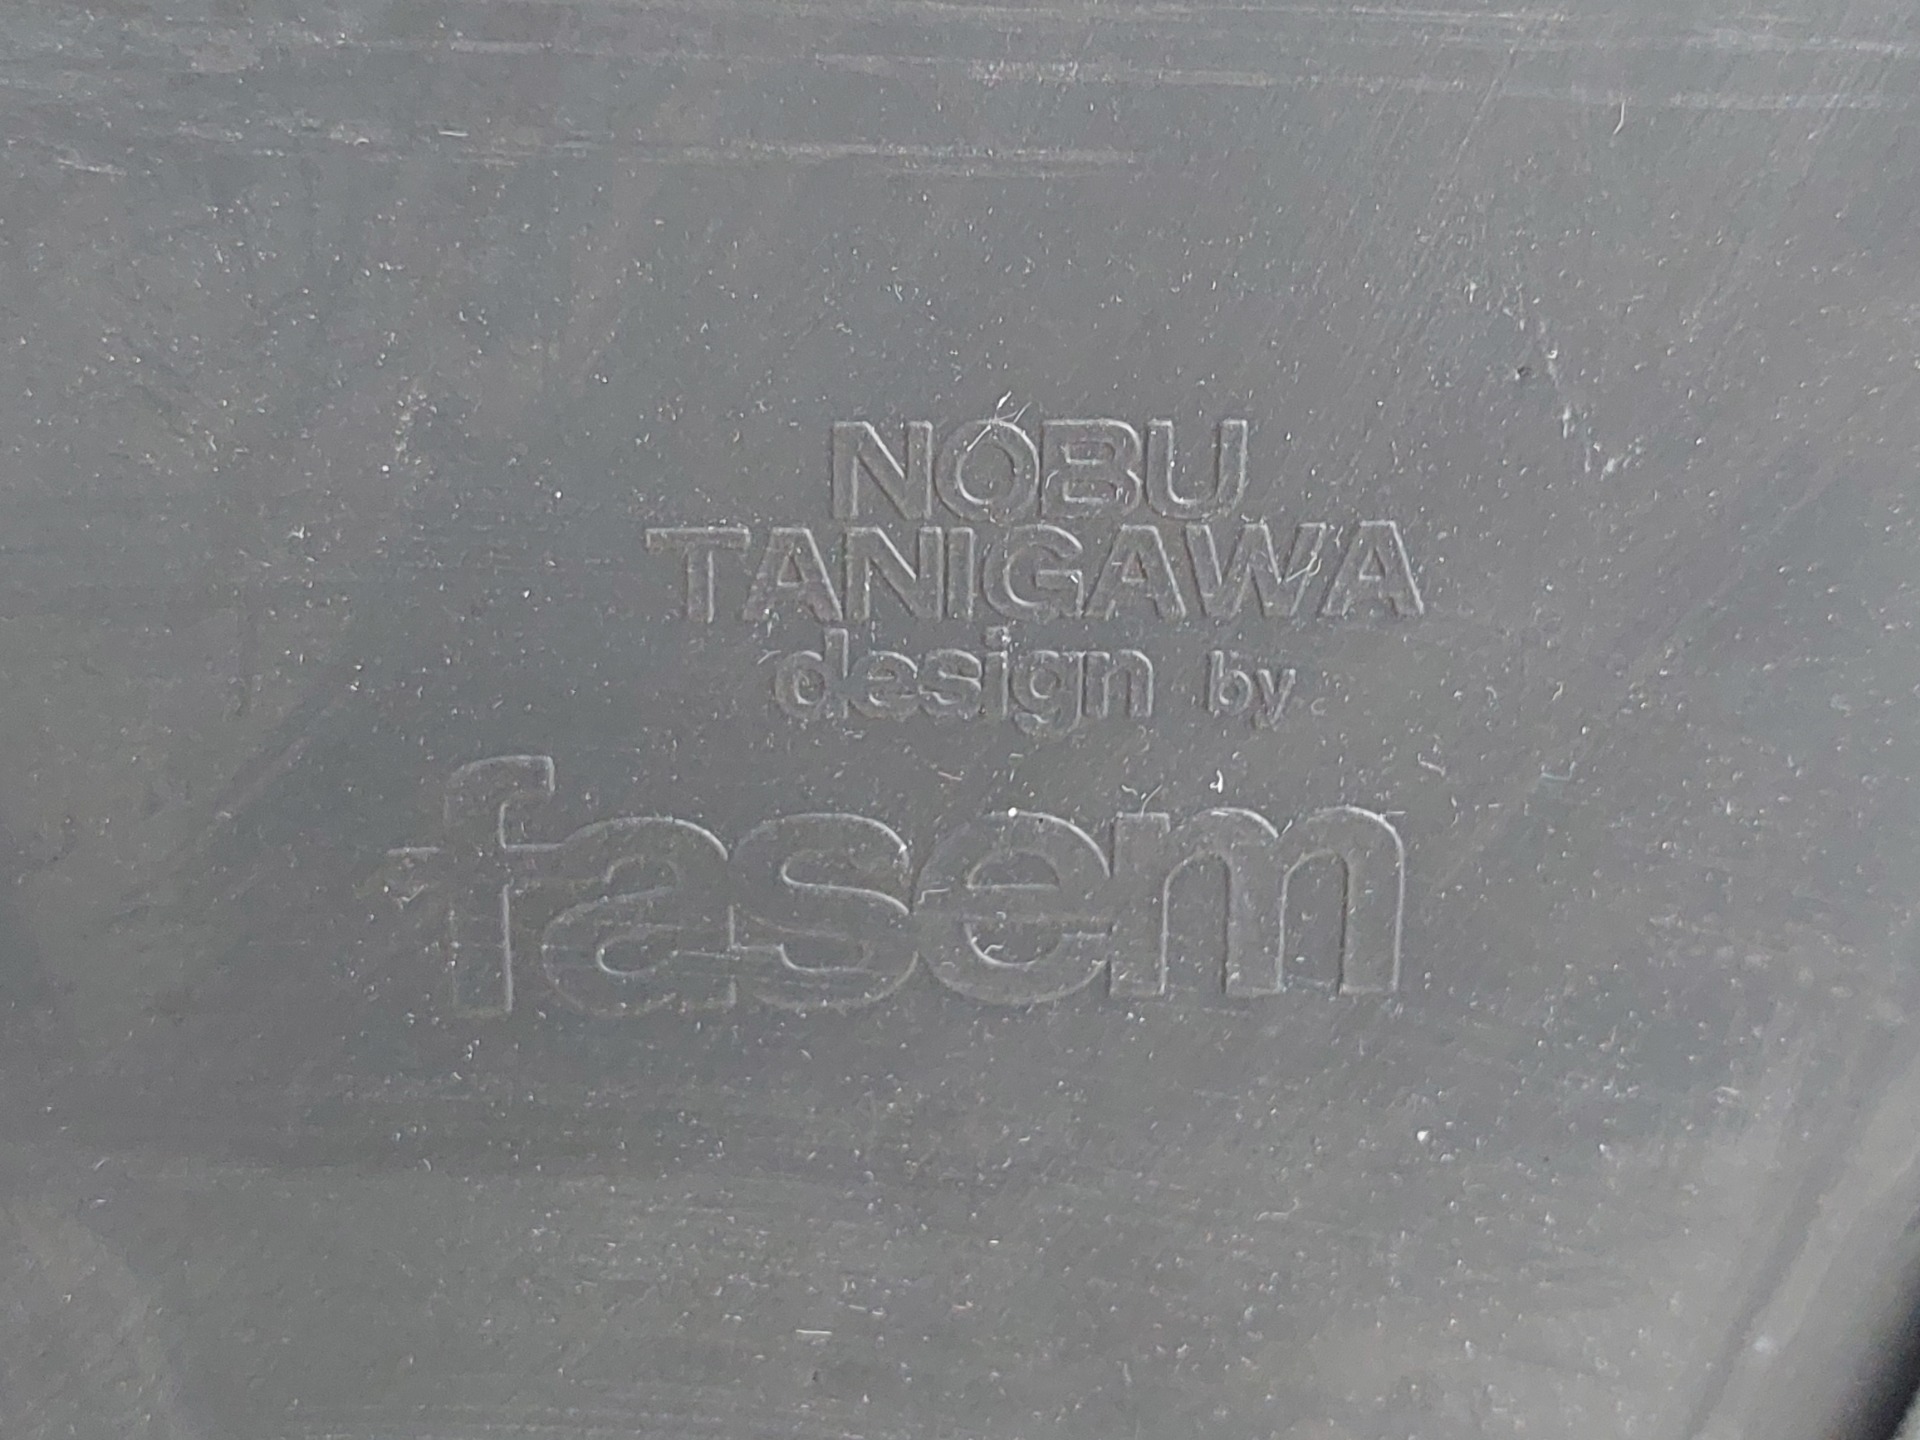 NOBU
TANIGAWA
design by
fasem